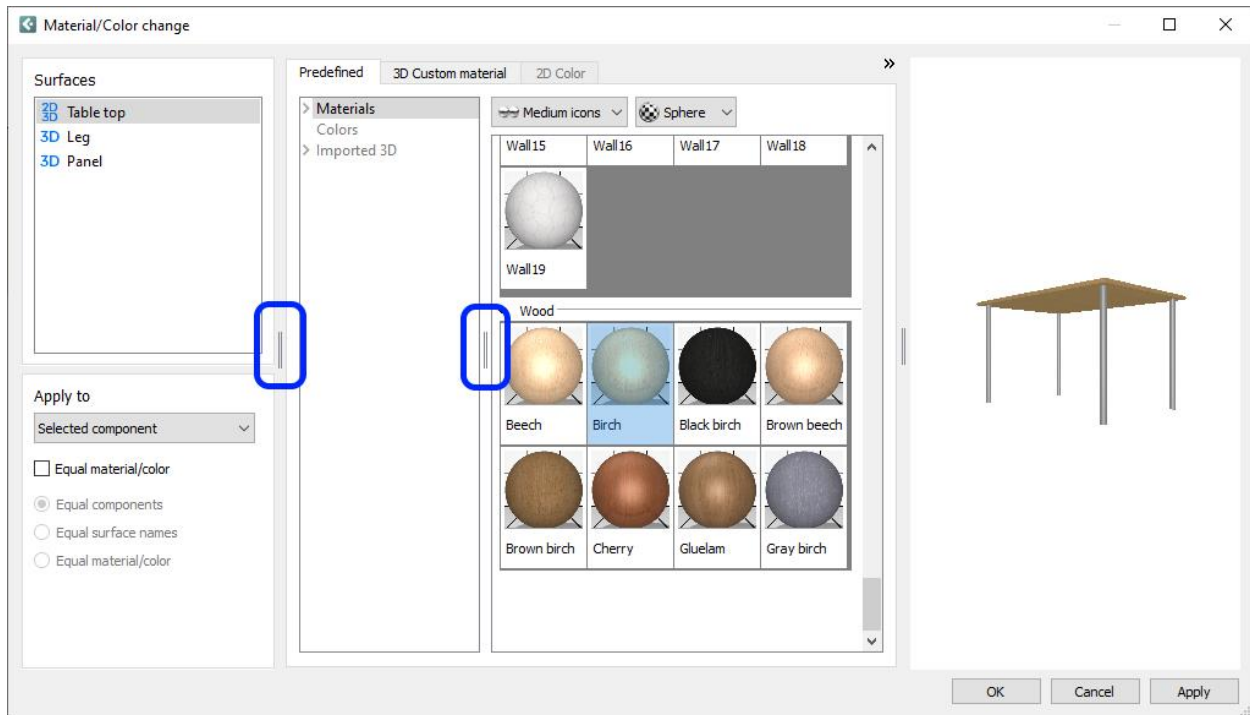 Material/Color change
Surfaces
2D
3D Table top
3D Leg
3D Panel
Apply to
Selected component
Equal material/color
Equal components
Equal surface names
Equal material/color
Predefined
3D Custom material
2D Color
»
Materials
Colors
Imported 3D
Medium icons
Sphere
Wall15 Wall16 Wall17 Wall18
Wall19
Wood
Beech Birch Black birch Brown beech
Brown birch Cherry Gluelam Gray birch
OK Cancel Apply